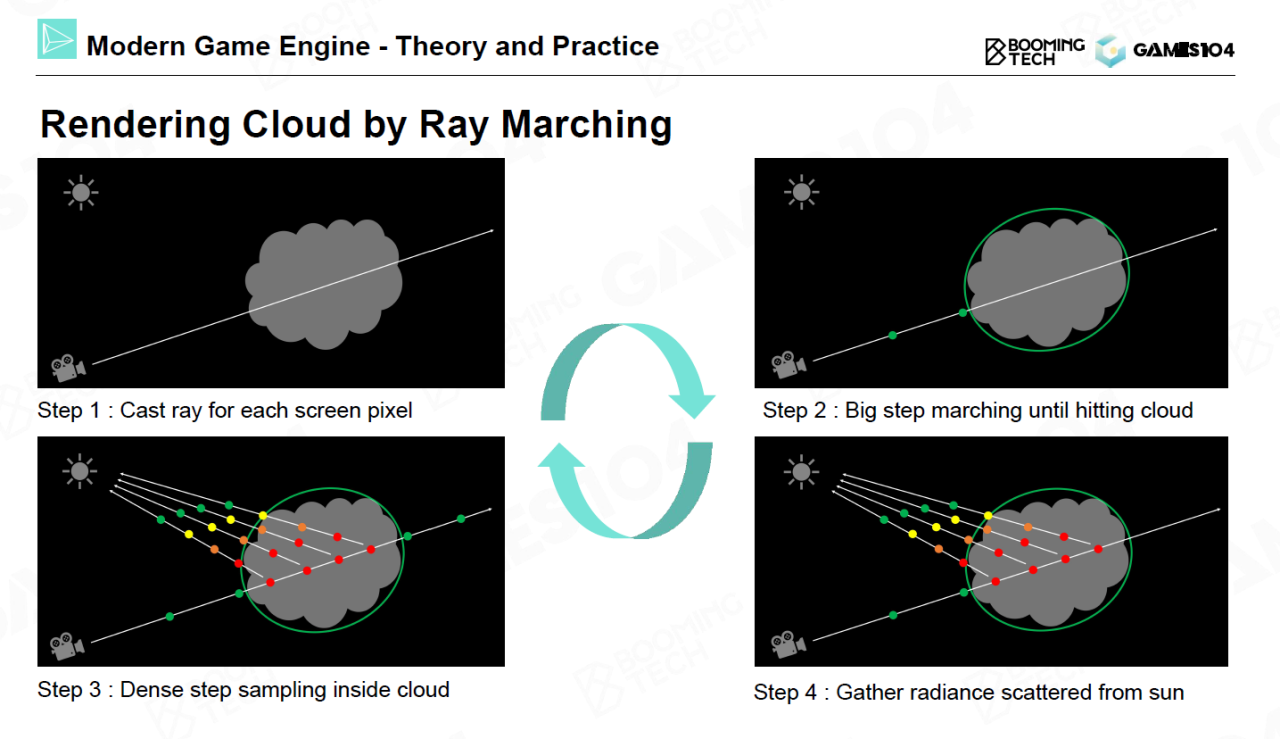 Modern Game Engine - Theory and Practice
BOOMING
TECH
GAMES104
Rendering Cloud by Ray Marching
Step 1 : Cast ray for each screen pixel
Step 2 : Big step marching until hitting cloud
Step 3 : Dense step sampling inside cloud
Step 4 : Gather radiance scattered from sun